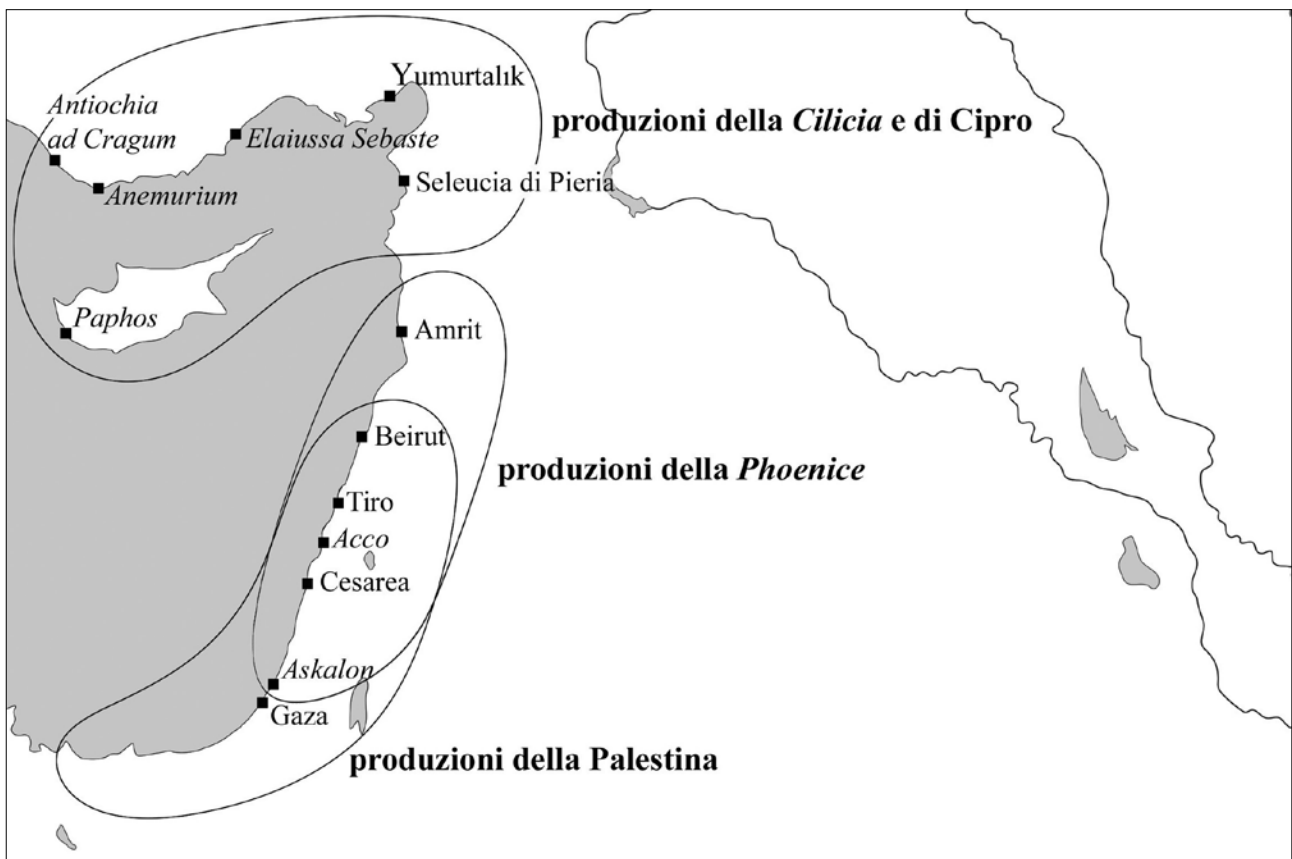 Yumurtalık
Antiochia
ad Cragum
produzioni della Cilicia e di Cipro
Elaiussa Sebaste
Seleucia di Pieria
Anemurium
Paphos
Amrit
Beirut
produzioni della Phoenice
Tiro
Acco
Cesarea
Askalon
Gaza
produzioni della Palestina